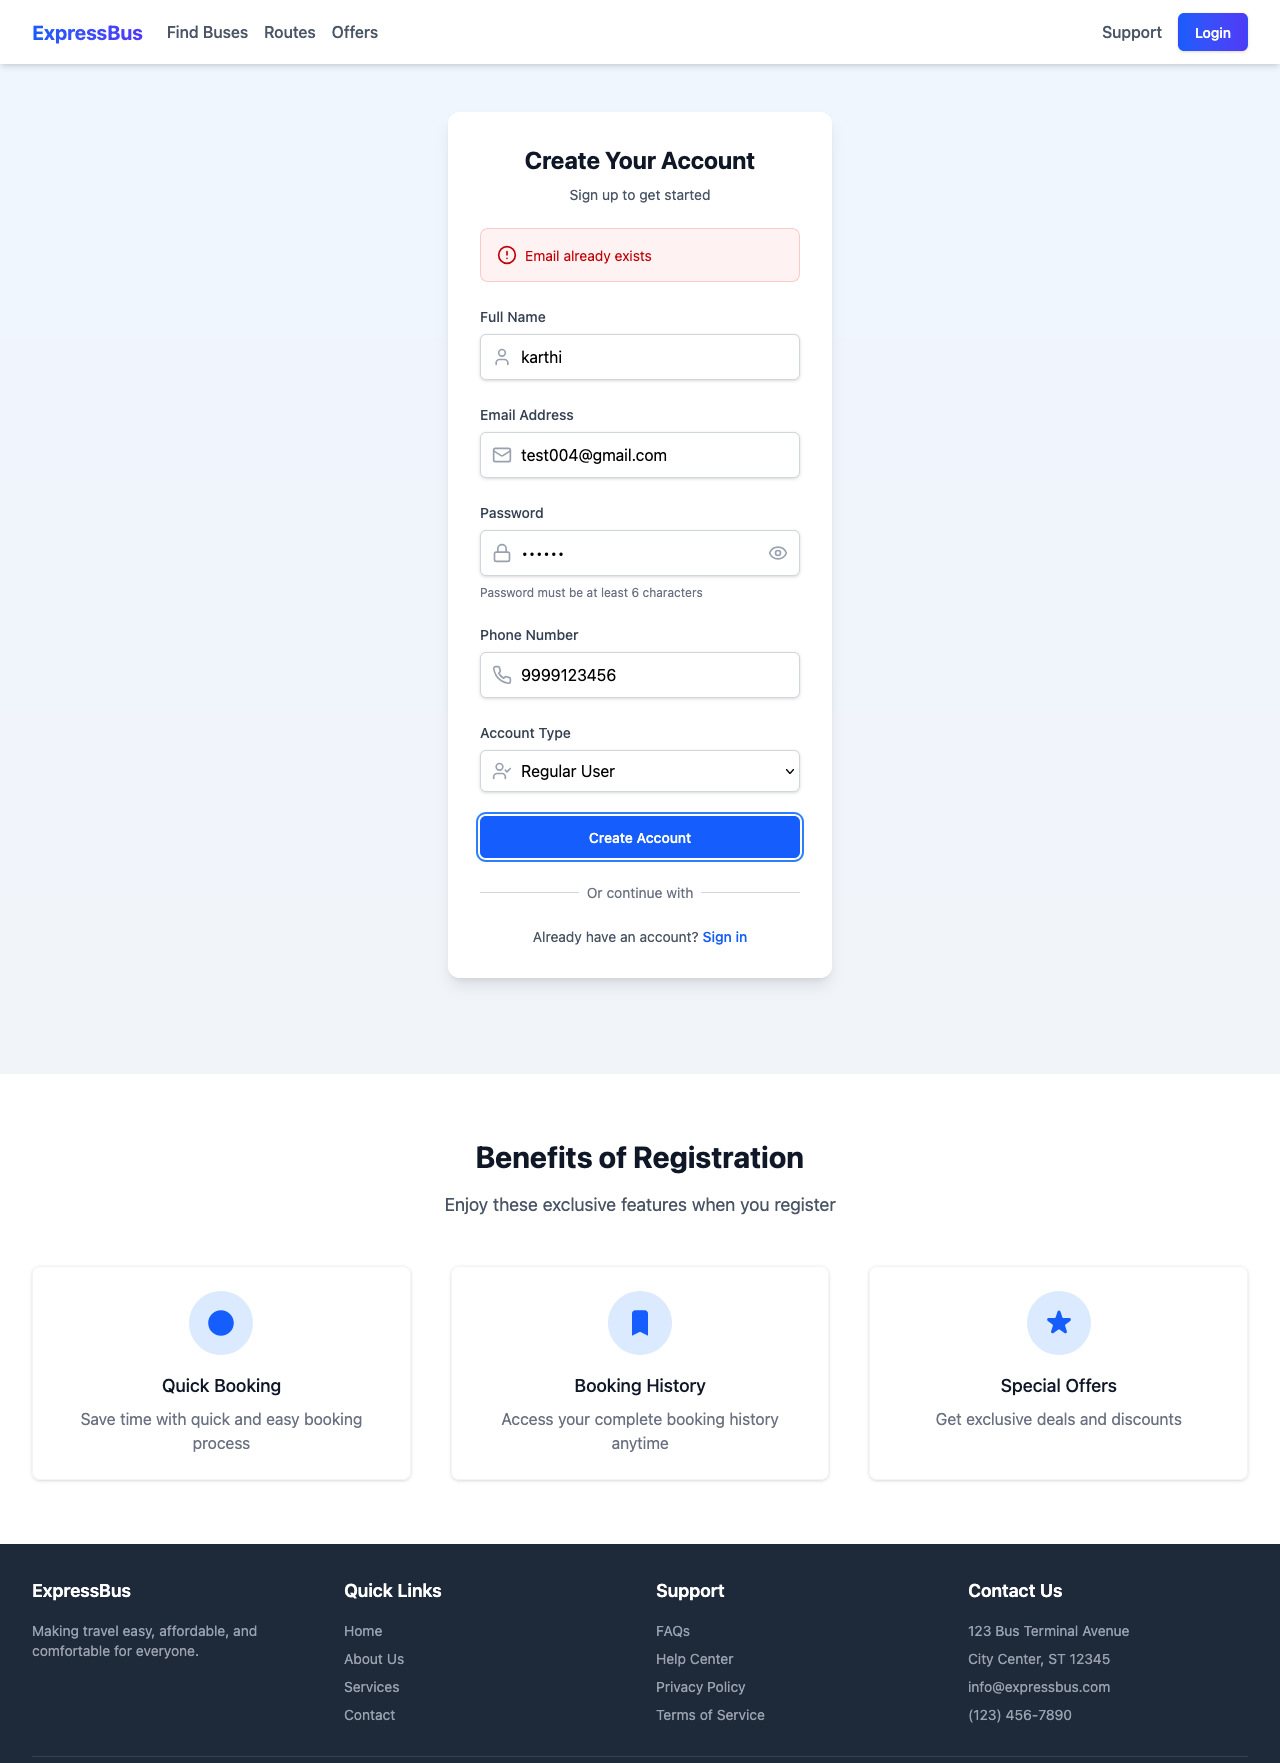 ExpressBus Find Buses Routes Offers Support Login
Create Your Account
Sign up to get started
Email already exists
Full Name
karthi
Email Address
test004@gmail.com
Password
••••••
Password must be at least 6 characters
Phone Number
9999123456
Account Type
Regular User
Create Account
Or continue with
Already have an account? Sign in
Benefits of Registration
Enjoy these exclusive features when you register
Quick Booking
Save time with quick and easy booking
process
Booking History
Access your complete booking history
anytime
Special Offers
Get exclusive deals and discounts
ExpressBus
Making travel easy, affordable, and
comfortable for everyone.
Quick Links
Home
About Us
Services
Contact
Support
FAQs
Help Center
Privacy Policy
Terms of Service
Contact Us
123 Bus Terminal Avenue
City Center, ST 12345
info@expressbus.com
(123) 456-7890